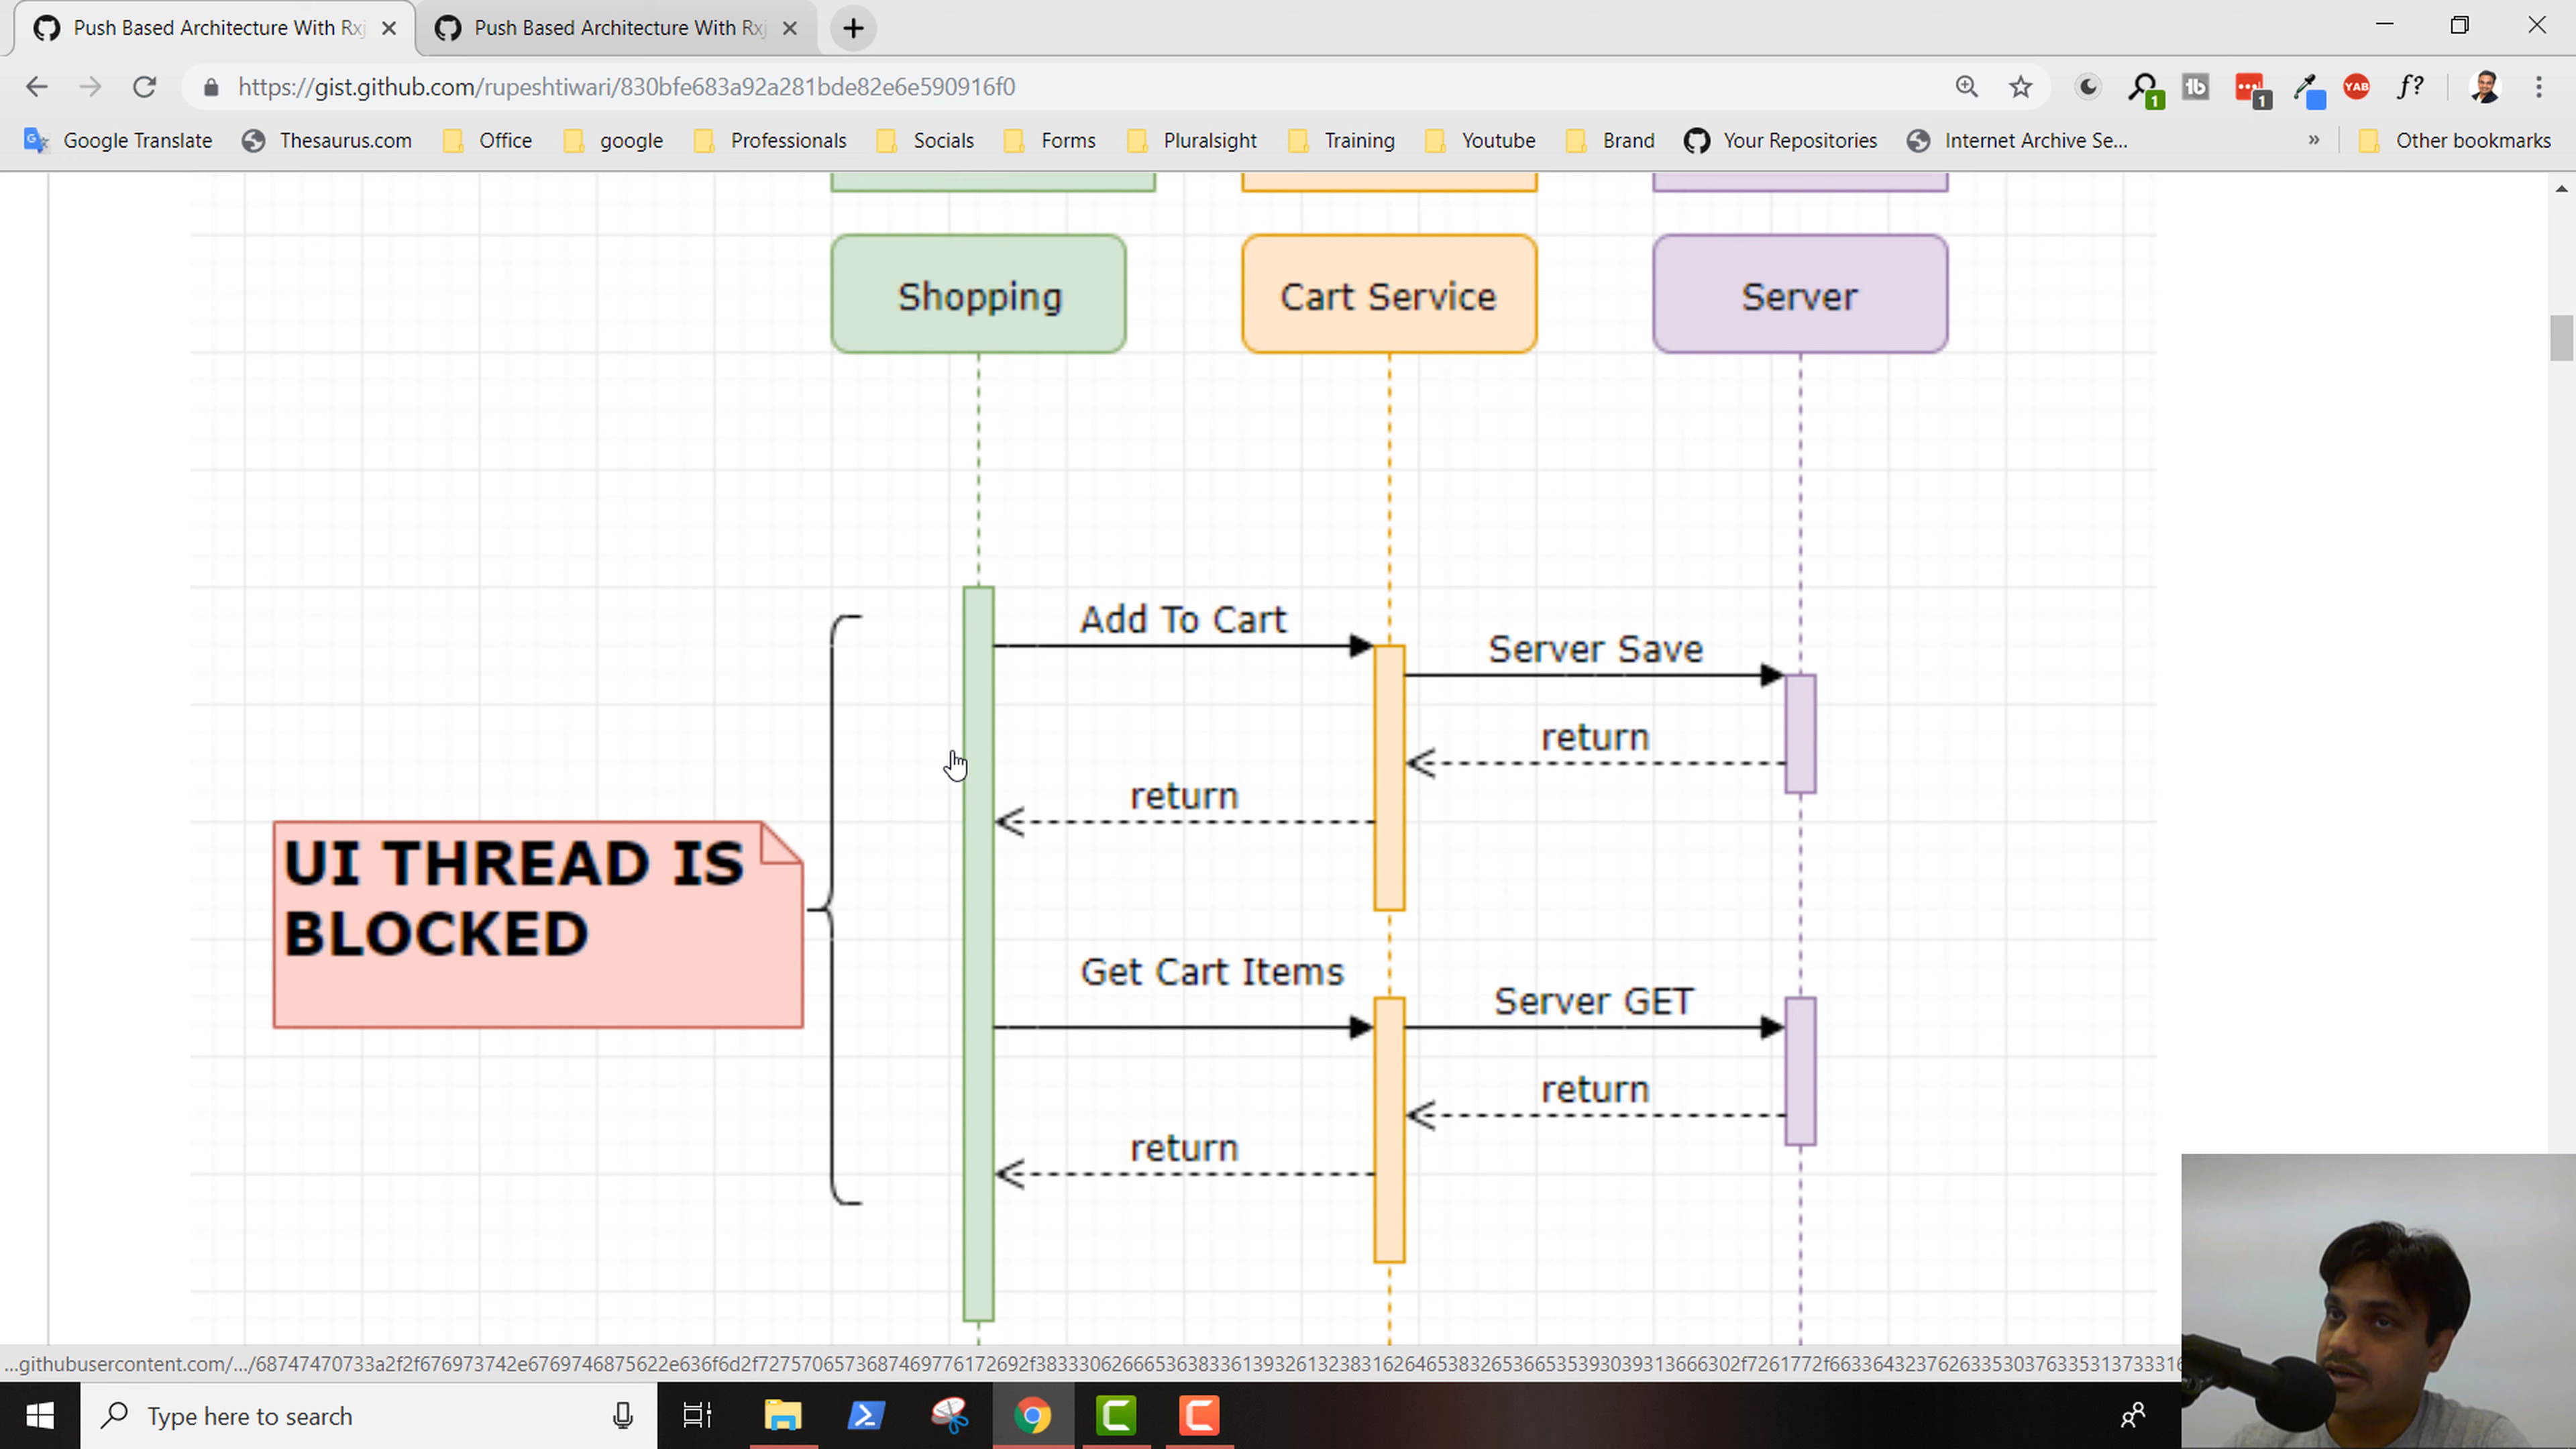 Push Based Architecture With Rxj
Push Based Architecture With Rxj
https://gist.github.com/rupeshtiwari/830bfe683a92a281bde82e6e590916f0
1
1
YAB
f?
Google Translate
Thesaurus.com
Office
google
Professionals
Socials
Forms
Pluralsight
Training
Youtube
Brand
Your Repositories
Internet Archive Se...
»
Other bookmarks
Shopping
Cart Service
Server
Add To Cart
Server Save
return
return
UI THREAD IS
BLOCKED
Get Cart Items
Server GET
return
return
Type here to search